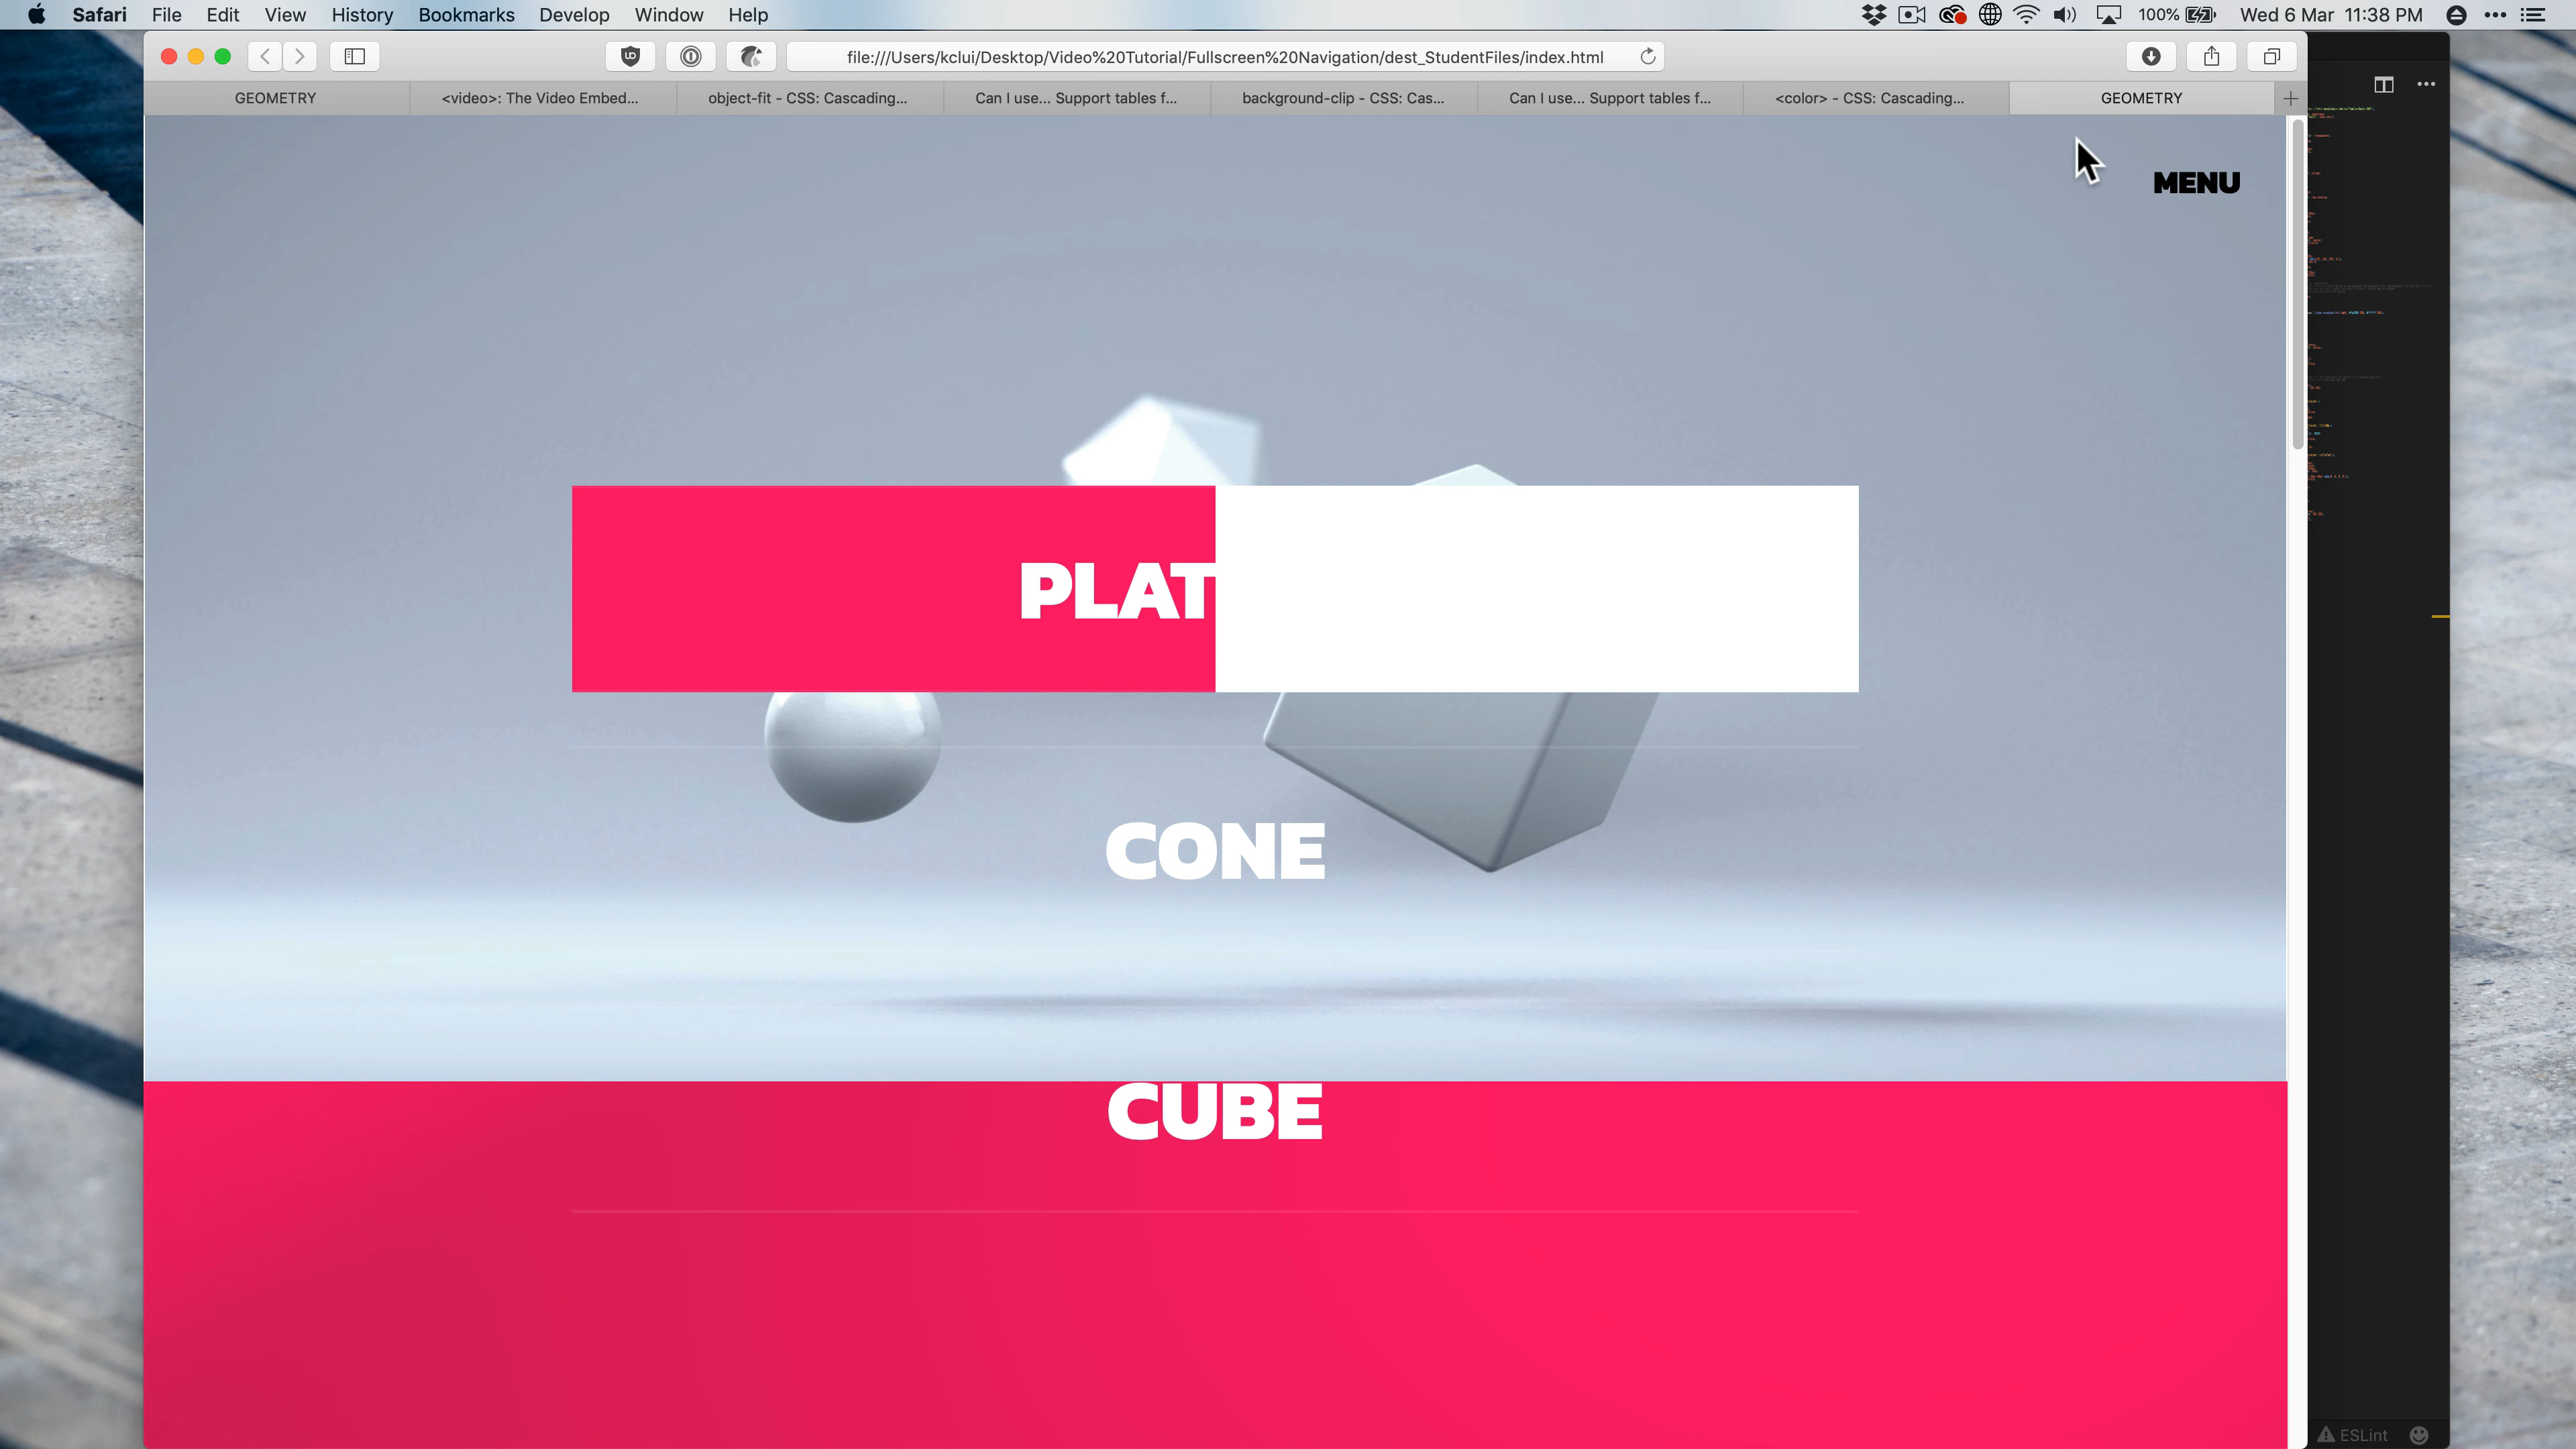 Safari File Edit View History Bookmarks Develop Window Help 100% Wed 6 Mar 11:38 PM
file:///Users/kclui/Desktop/Video%20Tutorial/Fullscreen%20Navigation/dest_StudentFiles/index.html
GEOMETRY <video>: The Video Embed... object-fit - CSS: Cascading... Can I use... Support tables f... background-clip - CSS: Cas... Can I use... Support tables f... <color> - CSS: Cascading... GEOMETRY
MENU
PLAT
CONE
CUBE
ESLint